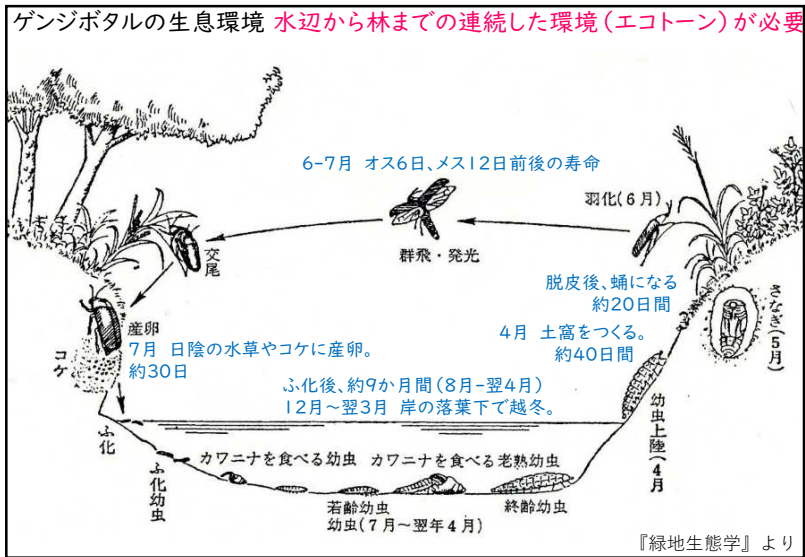 ゲンジボタルの生息環境 水辺から林までの連続した環境（エコトーン）が必要
6-7月 オス6日、メス12日前後の寿命
羽化(6月)
群飛・発光
交尾
脱皮後、蛹になる
約20日間
さなぎ(5月)
産卵
7月 日陰の水草やコケに産卵。
約30日
コケ
4月 土窩をつくる。
約40日間
ふ化後、約9か月間（8月-翌4月）
12月～翌3月 岸の落葉下で越冬。
幼虫上陸(4月)
ふ化
ふ化幼虫
カワニナを食べる幼虫
カワニナを食べる老熟幼虫
若齢幼虫
幼虫(7月～翌年4月)
終齢幼虫
『緑地生態学』より